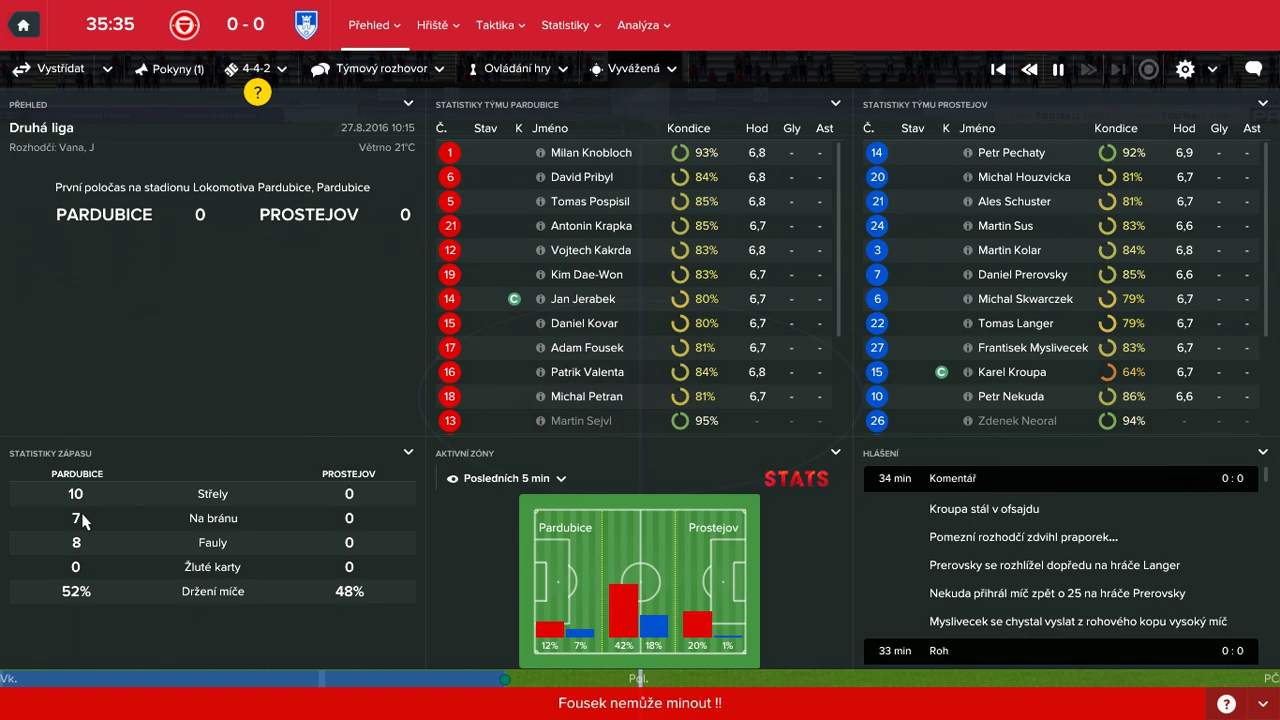 35:35 0 - 0 Přehled Hřiště Taktika Statistiky Analýza
Vystřídat Pokyny (1) 4-4-2 Týmový rozhovor Ovládání hry Vyvážená
?
PŘEHLED
Druhá liga 27.8.2016 10:15
Rozhodčí: Vana, J Větrno 21°C
První poločas na stadionu Lokomotiva Pardubice, Pardubice
PARDUBICE 0 PROSTEJOV 0
STATISTIKY TÝMU PARDUBICE
Č. Stav K Jméno Kondice Hod Gly Ast
1 Milan Knobloch 93% 6,8 - -
6 David Pribyl 84% 6,8 - -
5 Tomas Pospisil 85% 6,8 - -
21 Antonin Krapka 85% 6,7 - -
12 Vojtech Kakrda 83% 6,8 - -
19 Kim Dae-Won 83% 6,7 - -
14 C Jan Jerabek 80% 6,7 - -
15 Daniel Kovar 80% 6,7 - -
17 Adam Fousek 81% 6,7 - -
16 Patrik Valenta 84% 6,8 - -
18 Michal Petran 81% 6,7 - -
13 Martin Sejvl 95% - - -
STATISTIKY TÝMU PROSTEJOV
Č. Stav K Jméno Kondice Hod Gly Ast
14 Petr Pechaty 92% 6,9 - -
20 Michal Houzvicka 81% 6,7 - -
21 Ales Schuster 81% 6,7 - -
24 Martin Sus 83% 6,6 - -
3 Martin Kolar 84% 6,8 - -
7 Daniel Prerovsky 85% 6,6 - -
6 Michal Skwarczek 79% 6,7 - -
22 Tomas Langer 79% 6,7 - -
27 Frantisek Myslivecek 83% 6,7 - -
15 C Karel Kroupa 64% 6,7 - -
10 Petr Nekuda 86% 6,6 - -
26 Zdenek Neoral 94% - - -
STATISTIKY ZÁPASU
PARDUBICE PROSTEJOV
10 Střely 0
7 Na bránu 0
8 Fauly 0
0 Žluté karty 0
52% Držení míče 48%
AKTIVNÍ ZÓNY
Posledních 5 min STATS
Pardubice Prostejov
12% 7% 42% 18% 20% 1%
HLÁŠENÍ
34 min Komentář 0 : 0
Kroupa stál v ofsajdu
Pomezní rozhodčí zdvihl praporek...
Prerovsky se rozhlížel dopředu na hráče Langer
Nekuda přihrál míč zpět o 25 na hráče Prerovsky
Myslivecek se chystal vyslat z rohového kopu vysoký míč
33 min Roh 0 : 0
Vk. Pol. PČ
Fousek nemůže minout !! ?